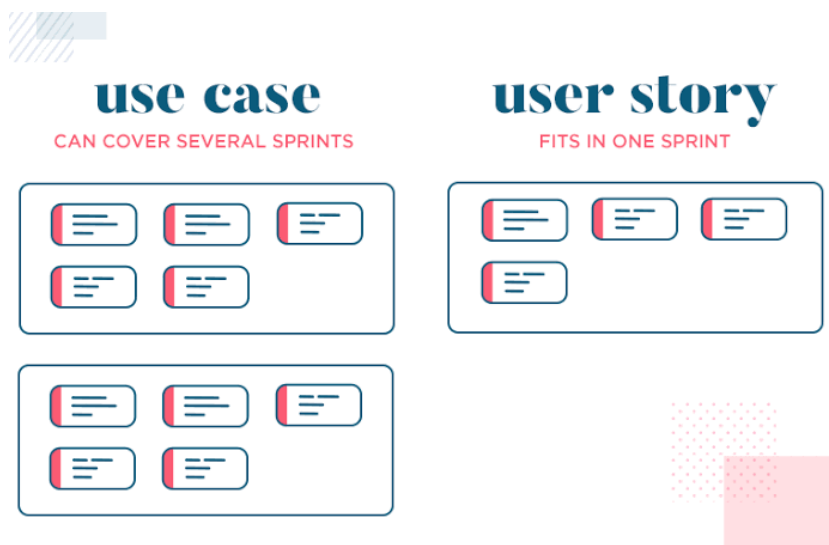 use case
CAN COVER SEVERAL SPRINTS
user story
FITS IN ONE SPRINT